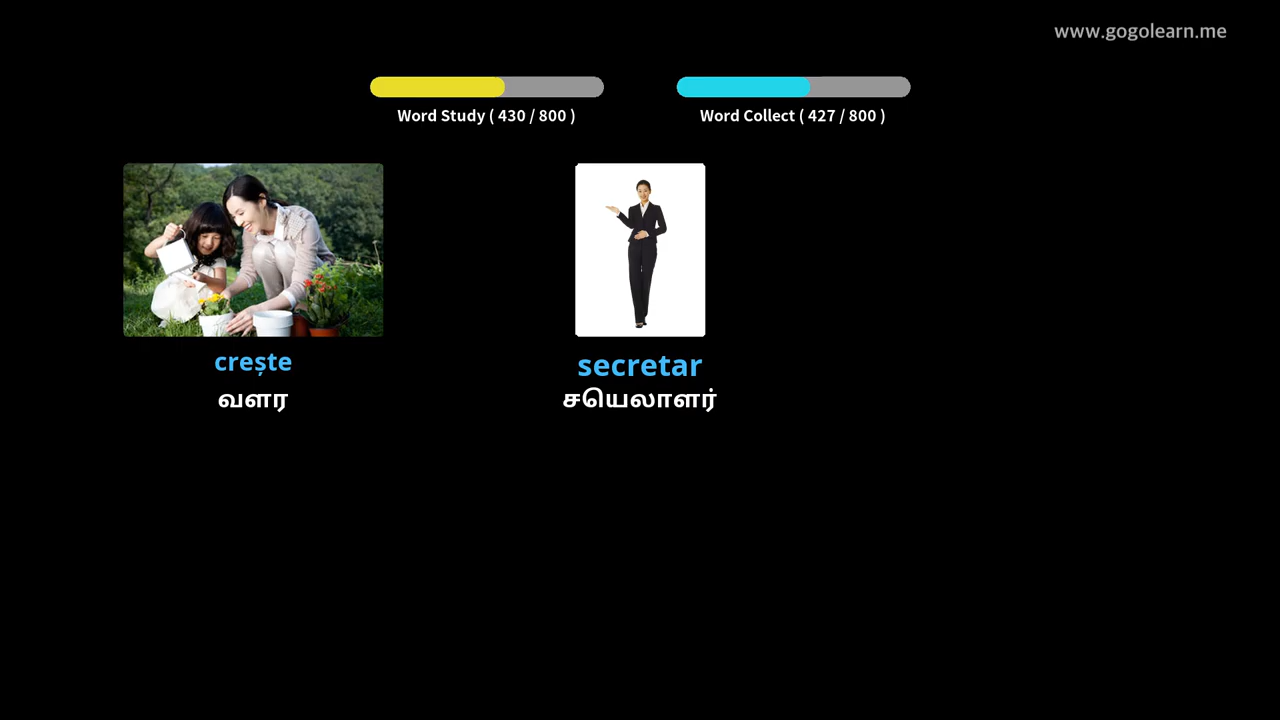 www.gogolearn.me
Word Study ( 430 / 800 )
Word Collect ( 427 / 800 )
crește
வளர
secretar
சயெலாளர்